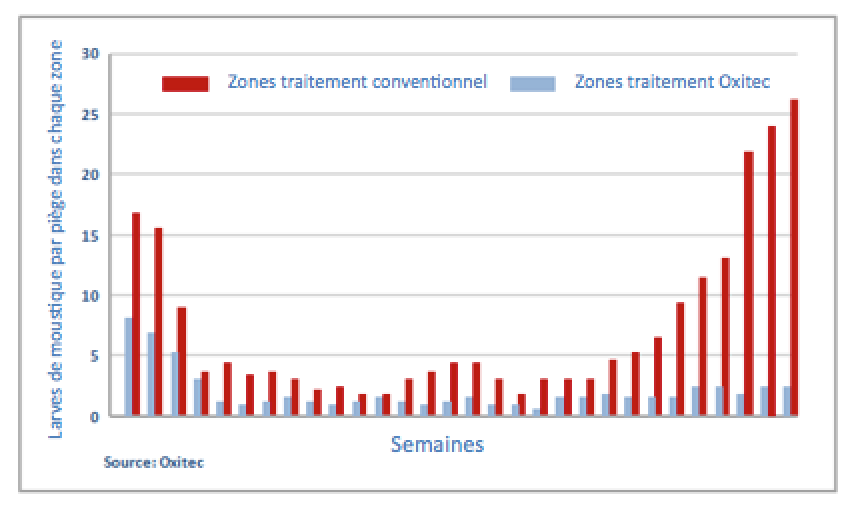 Larves de moustique par piège dans chaque zone
30
25
20
15
10
5
0
Zones traitement conventionnel
Zones traitement Oxitec
Semaines
Source: Oxitec